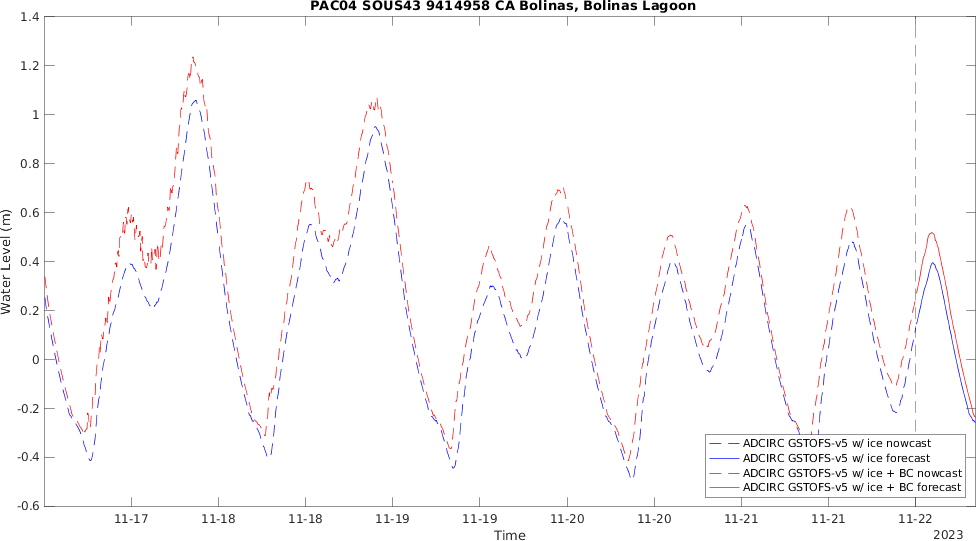 PAC04 SOUS43 9414958 CA Bolinas, Bolinas Lagoon
1.4
1.2
1
0.8
0.6
0.4
0.2
0
-0.2
-0.4
-0.6
Water Level (m)
ADCIRC GSTOFS-v5 w/ ice nowcast
ADCIRC GSTOFS-v5 w/ ice forecast
ADCIRC GSTOFS-v5 w/ ice + BC nowcast
ADCIRC GSTOFS-v5 w/ ice + BC forecast
11-17 11-18 11-18 11-19 11-19 11-20 11-20 11-21 11-21 11-22
Time
2023